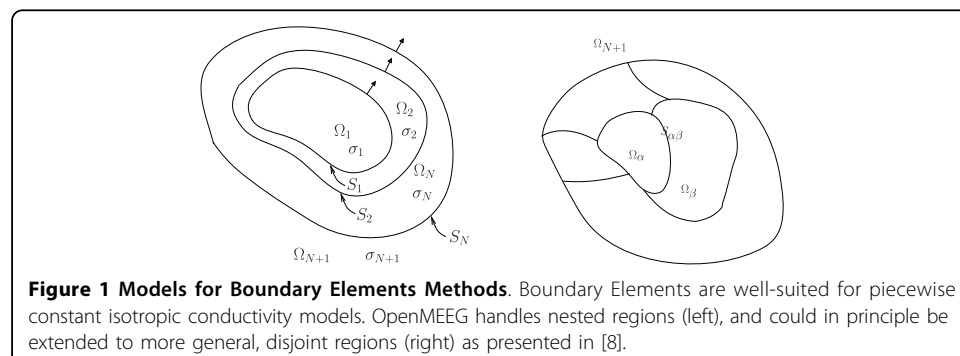 Ω_1
σ_1
Ω_2
σ_2
Ω_N
σ_N
S_1
S_2
S_N
Ω_{N+1} σ_{N+1}
Ω_{N+1}
S_{αβ}
Ω_α
Ω_β
Figure 1 Models for Boundary Elements Methods. Boundary Elements are well-suited for piecewise
constant isotropic conductivity models. OpenMEEG handles nested regions (left), and could in principle be
extended to more general, disjoint regions (right) as presented in [8].